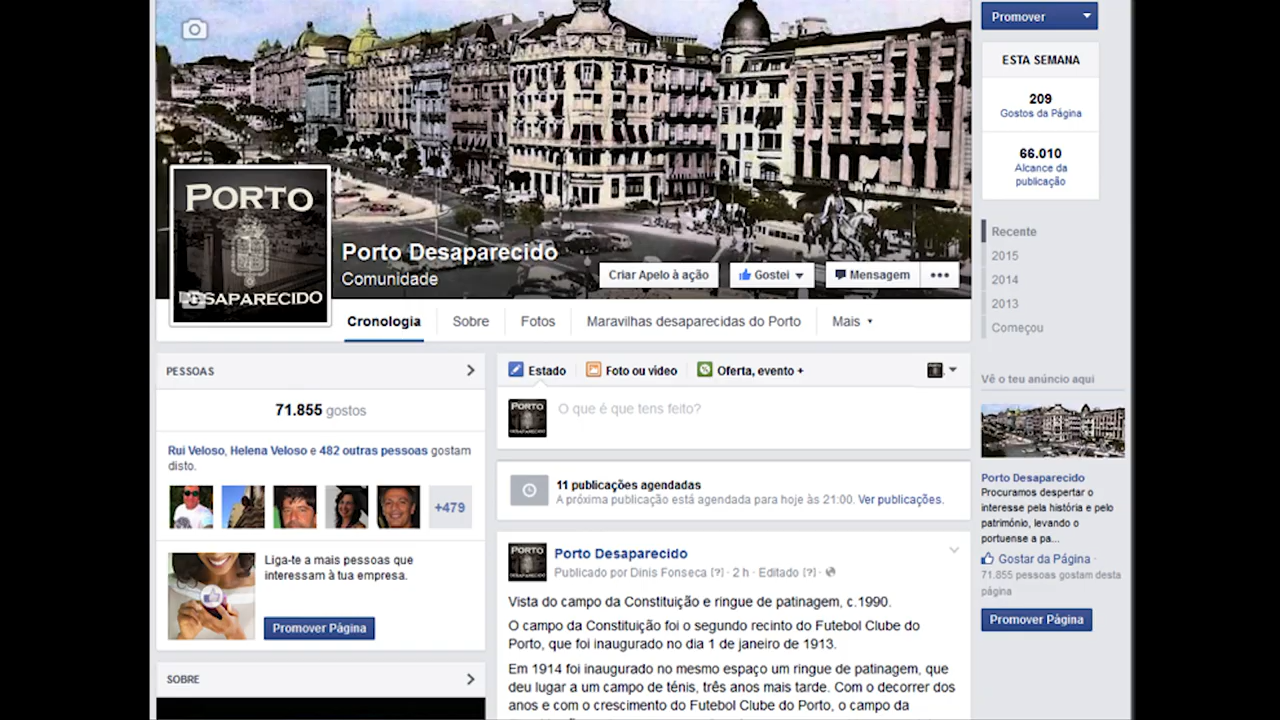 Promover
ESTA SEMANA
209
Gostos da Página
66.010
Alcance da
publicação
PORTO
DESAPARECIDO
Porto Desaparecido
Comunidade
Criar Apelo à ação
Gostei
Mensagem
Cronologia
Sobre
Fotos
Maravilhas desaparecidas do Porto
Mais
Recente
2015
2014
2013
Começou
PESSOAS
71.855 gostos
Rui Veloso, Helena Veloso e 482 outras pessoas gostam
disto.
+479
Liga-te a mais pessoas que
interessam à tua empresa.
Promover Página
SOBRE
Estado
Foto ou vídeo
Oferta, evento +
PORTO
O que é que tens feito?
11 publicações agendadas
A próxima publicação está agendada para hoje às 21:00. Ver publicações.
PORTO
Porto Desaparecido
Publicado por Dinis Fonseca [?] · 2 h · Editado [?] ·
Vista do campo da Constituição e ringue de patinagem, c.1990.
O campo da Constituição foi o segundo recinto do Futebol Clube do
Porto, que foi inaugurado no dia 1 de janeiro de 1913.
Em 1914 foi inaugurado no mesmo espaço um ringue de patinagem, que
deu lugar a um campo de ténis, três anos mais tarde. Com o decorrer dos
anos e com o crescimento do Futebol Clube do Porto, o campo da
Vê o teu anúncio aqui
Porto Desaparecido
Procuramos despertar o
interesse pela história e pelo
património, levando o
portuense a pa...
Gostar da Página ·
71.855 pessoas gostam desta
página
Promover Página